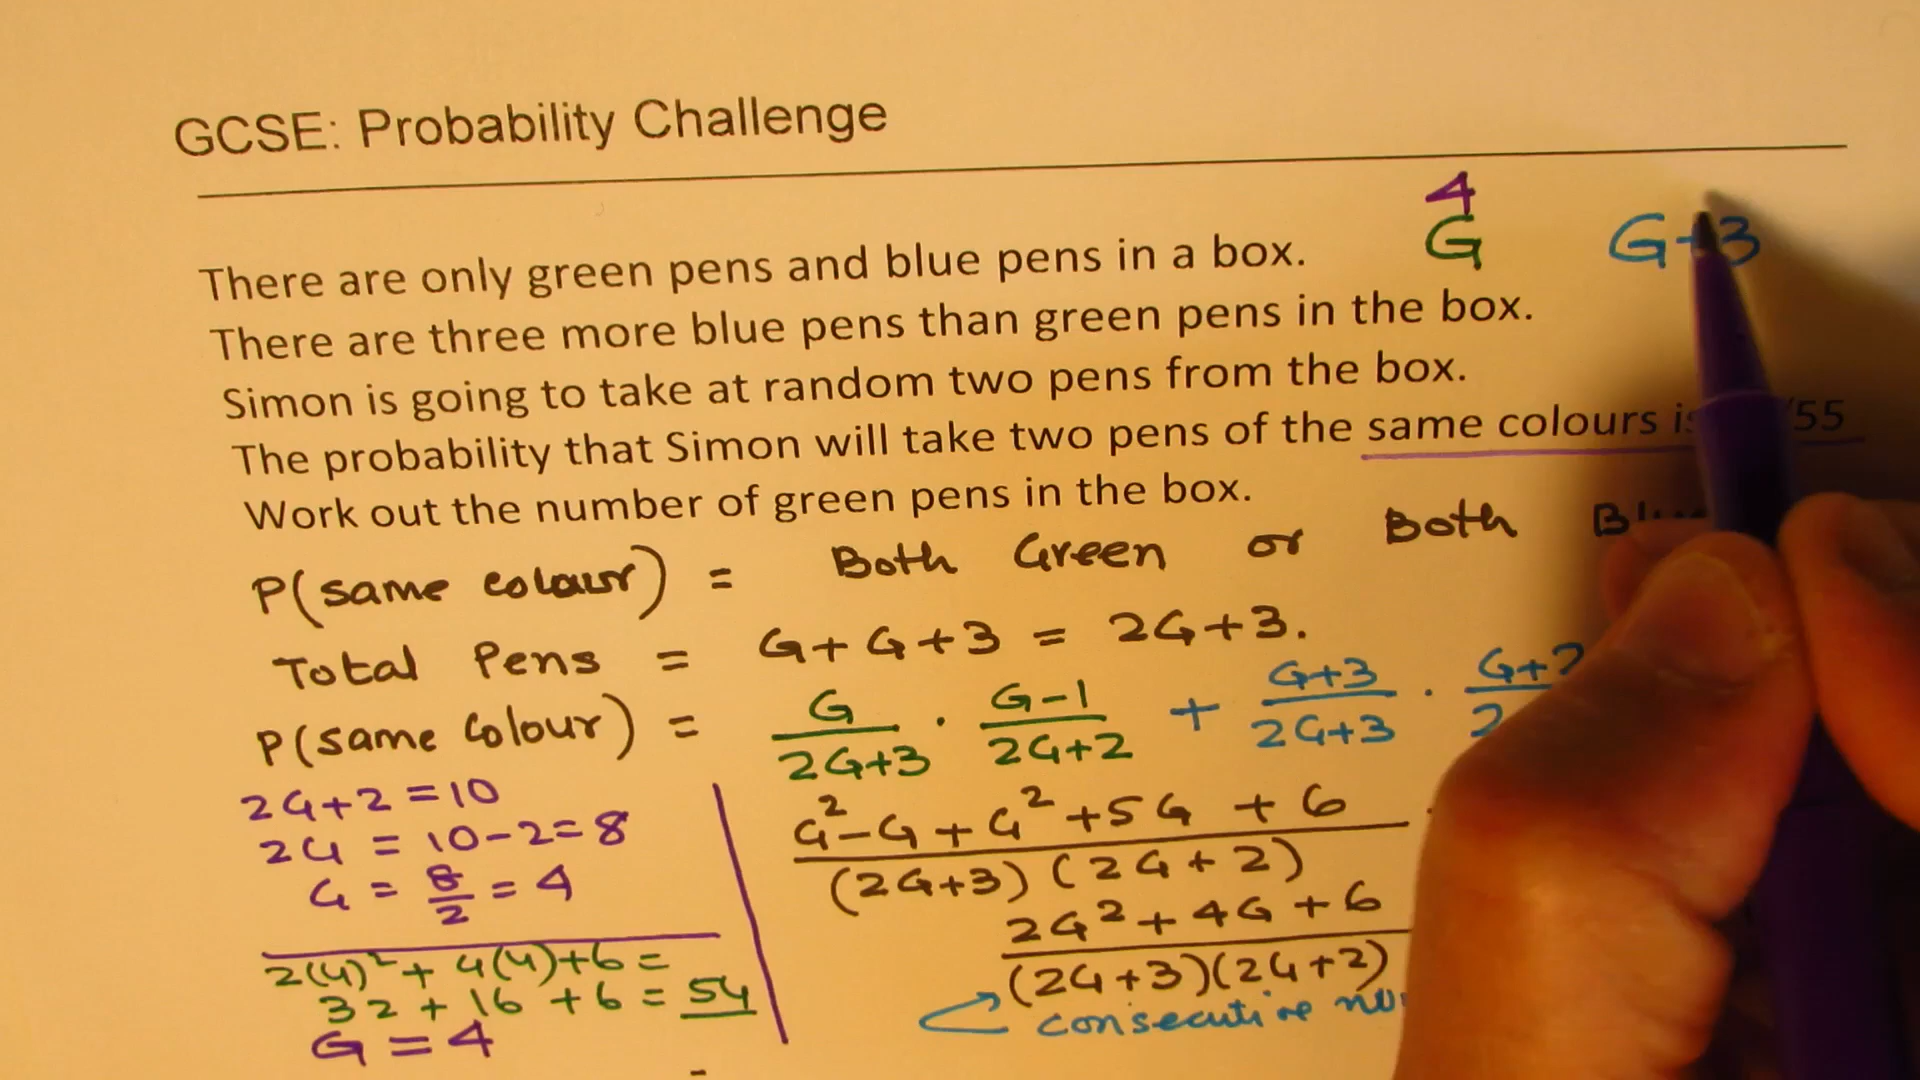 GCSE: Probability Challenge
4
G G+3
There are only green pens and blue pens in a box.
There are three more blue pens than green pens in the box.
Simon is going to take at random two pens from the box.
The probability that Simon will take two pens of the same colours is /55
Work out the number of green pens in the box.
P(same colour) = Both Green or Both
Total Pens = G+G+3 = 2G+3.
P(same colour) = G/2G+3 · G-1/2G+2 + G+3/2G+3 · G+2/2
2G+2=10
2G = 10-2=8
G = 8/2 = 4
2(4)²+ 4(4)+6=
32 + 16 +6 = 54
G = 4
G²-G+G²+5G + 6/(2G+3)(2G+2)
2G²+4G+6/(2G+3)(2G+2)
consecutive